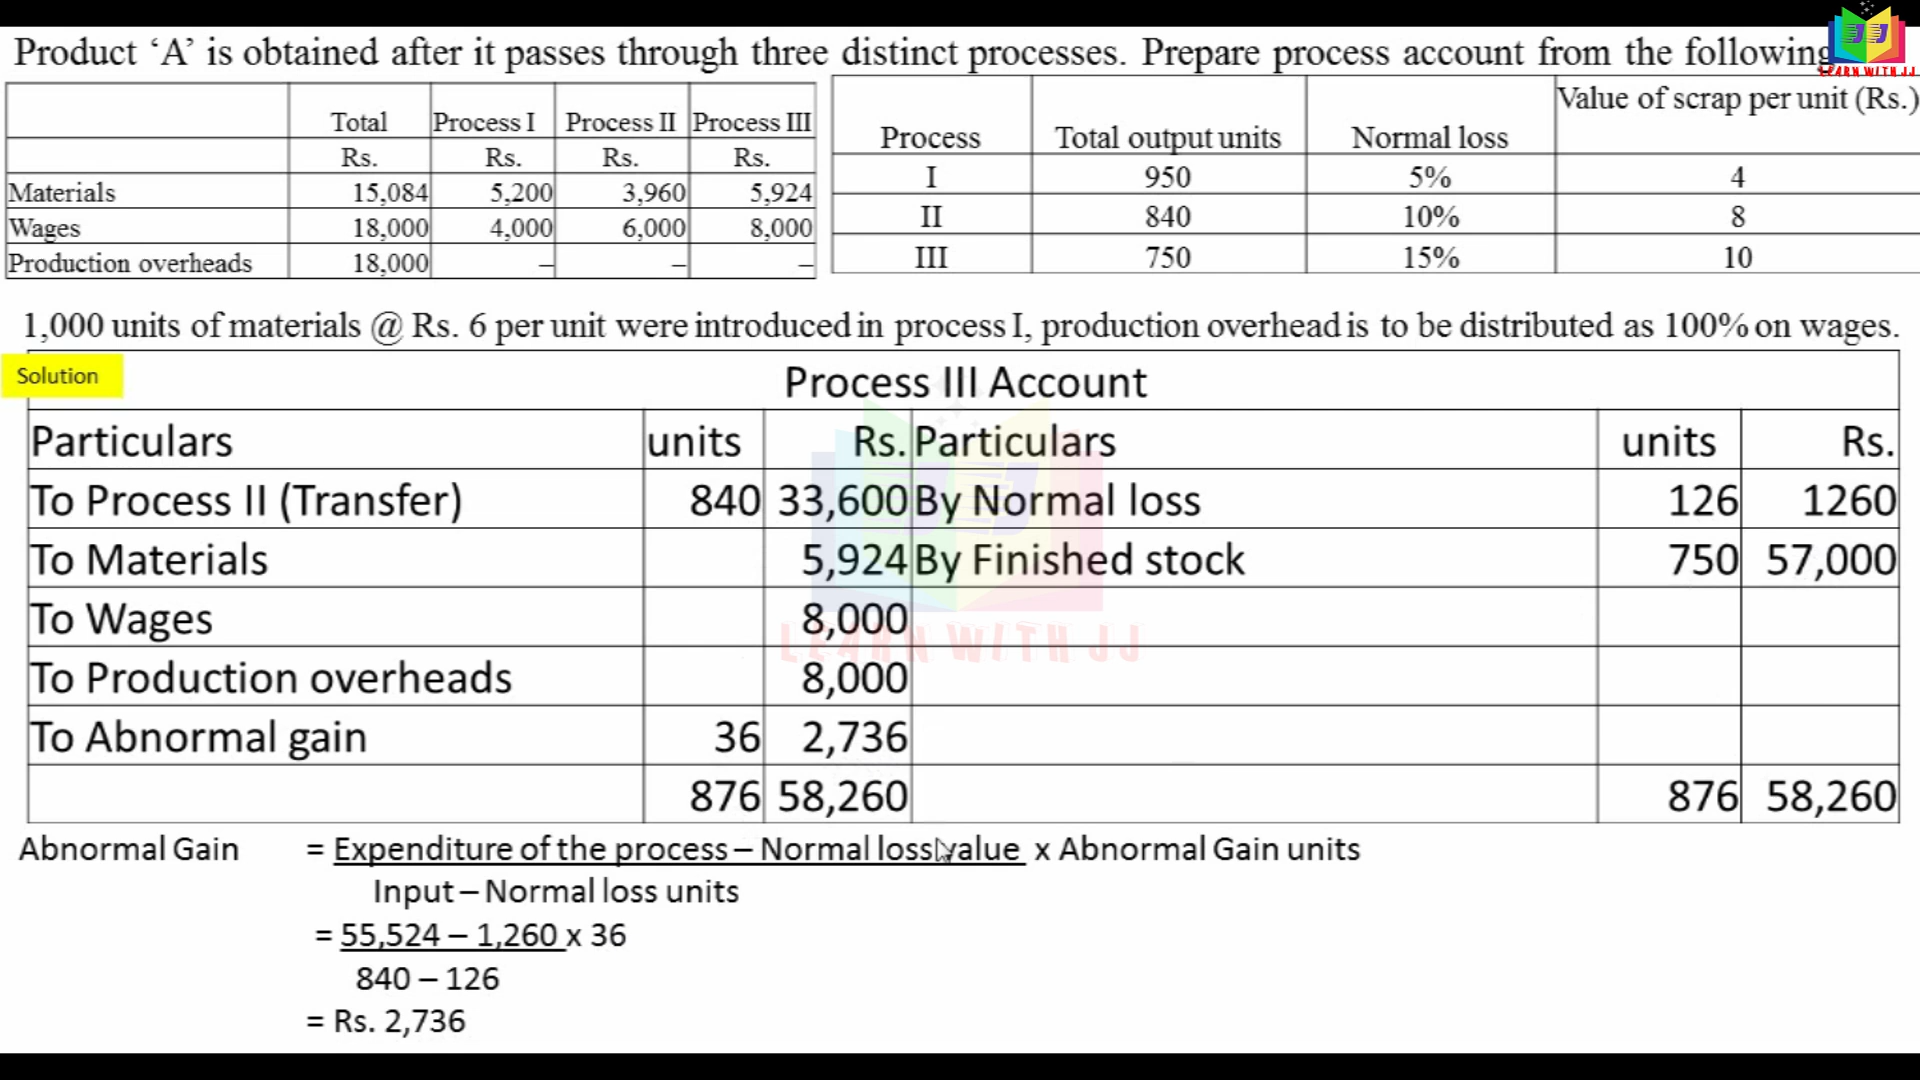 Product ‘A’ is obtained after it passes through three distinct processes. Prepare process account from the following
LEARN WITH JJ
Total Process I Process II Process III
Rs. Rs. Rs. Rs.
Materials 15,084 5,200 3,960 5,924
Wages 18,000 4,000 6,000 8,000
Production overheads 18,000 – – –
Process Total output units Normal loss Value of scrap per unit (Rs.)
I 950 5% 4
II 840 10% 8
III 750 15% 10
1,000 units of materials @ Rs. 6 per unit were introduced in process I, production overhead is to be distributed as 100% on wages.
Solution
Process III Account
Particulars units Rs. Particulars units Rs.
To Process II (Transfer) 840 33,600 By Normal loss 126 1260
To Materials 5,924 By Finished stock 750 57,000
To Wages 8,000
LEARN WITH JJ
To Production overheads 8,000
To Abnormal gain 36 2,736
876 58,260 876 58,260
Abnormal Gain = Expenditure of the process – Normal loss value x Abnormal Gain units
Input – Normal loss units
= 55,524 – 1,260 x 36
840 – 126
= Rs. 2,736